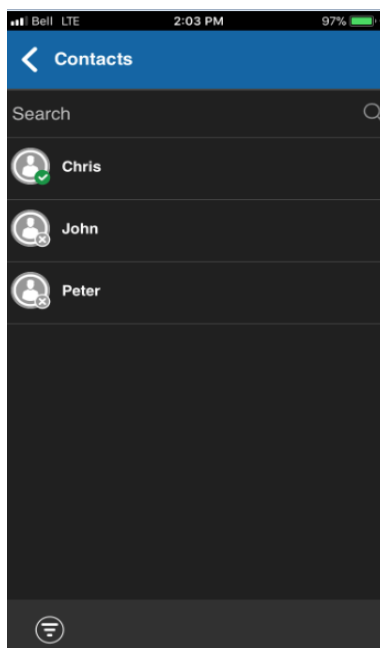 Bell LTE 2:03 PM 97%
Contacts
Search
Chris
John
Peter